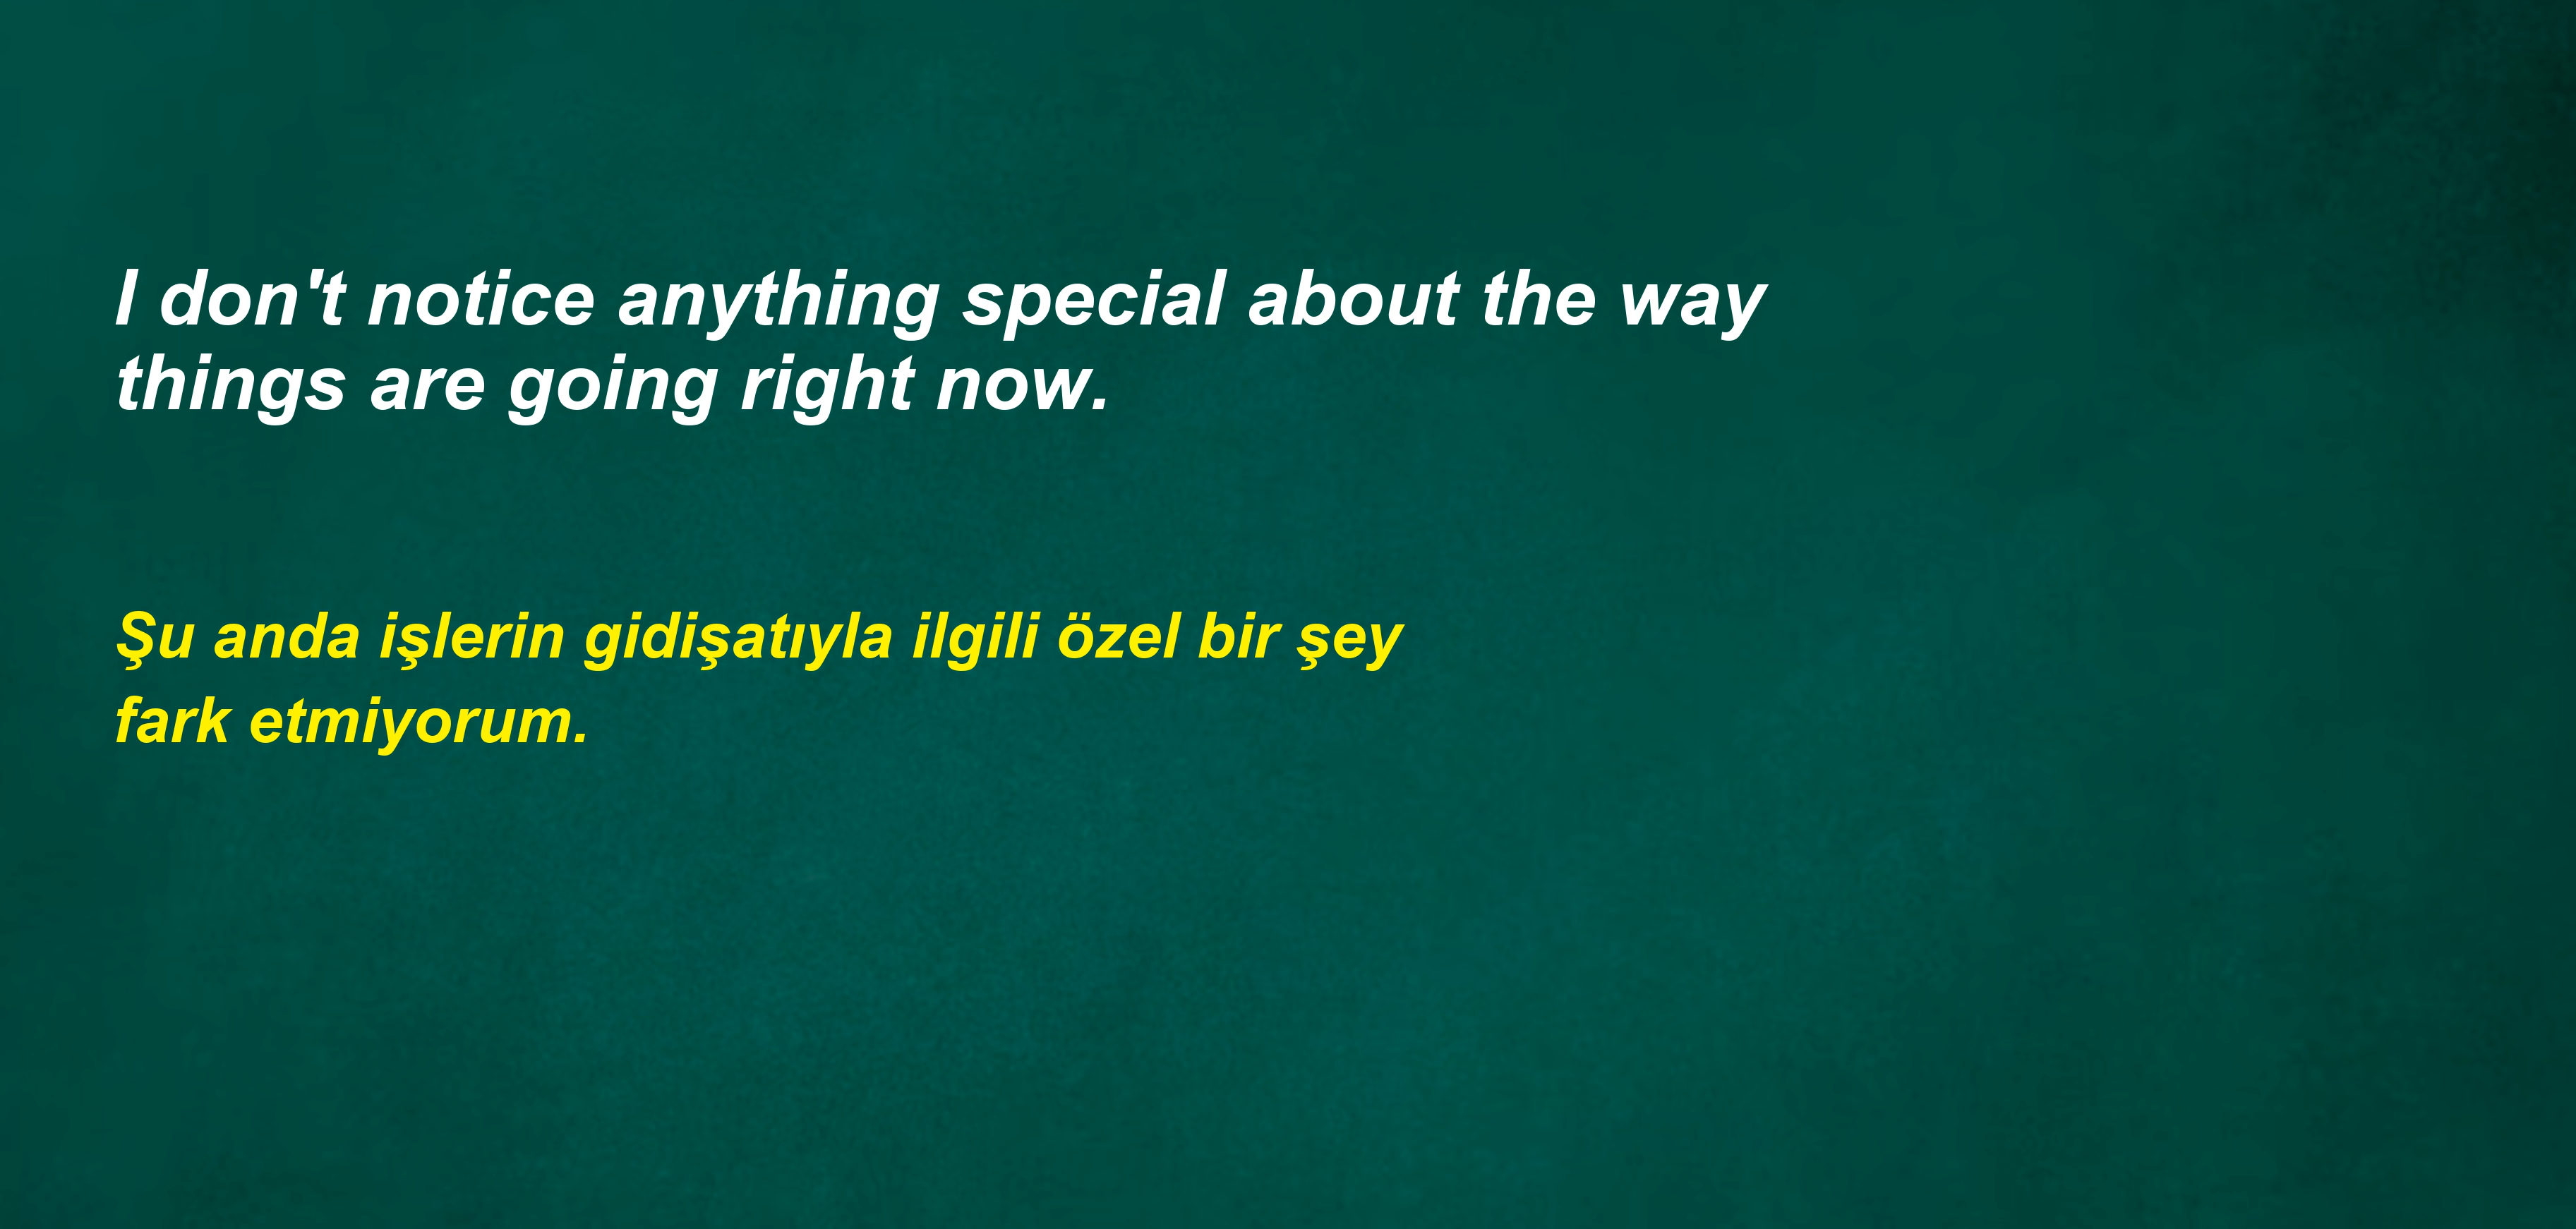 I don't notice anything special about the way
things are going right now.
Şu anda işlerin gidişatıyla ilgili özel bir şey
fark etmiyorum.